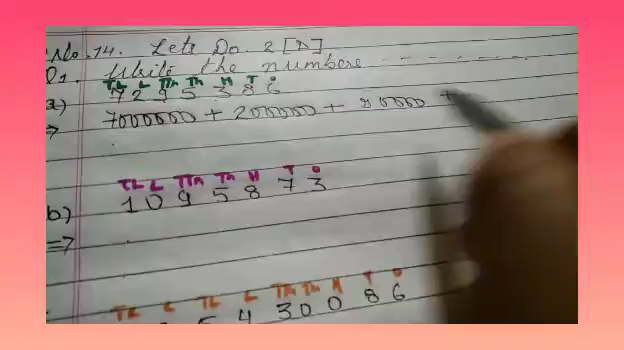 No. 14. Lets Do. 2 [D]
Q1. Write the numbers - - - - - - -
TL L TTh Th H T O
a) 7 2 9 5 3 8 6
=> 7000000 + 200000 + 90000 +
TL L TTh Th H T O
b) 1 0 9 5 8 7 3
=>
TL L TL L TTh Th H T O
5 4 3 0 0 8 6